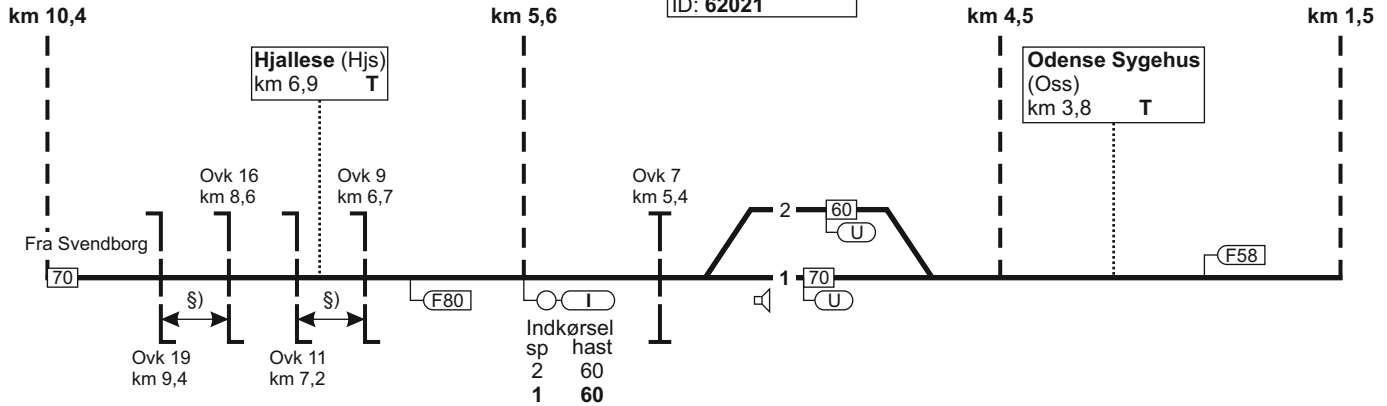 ID: 62021
km 10,4
km 5,6
km 4,5
km 1,5
Hjallese (Hjs)
km 6,9 T
Odense Sygehus
(Oss)
km 3,8 T
Ovk 16
km 8,6
Ovk 9
km 6,7
Ovk 7
km 5,4
2 60
U
Fra Svendborg
F58
70
1 70
§)
§)
F80
I
U
Indkørsel
sp hast
2 60
1 60
Ovk 19
km 9,4
Ovk 11
km 7,2